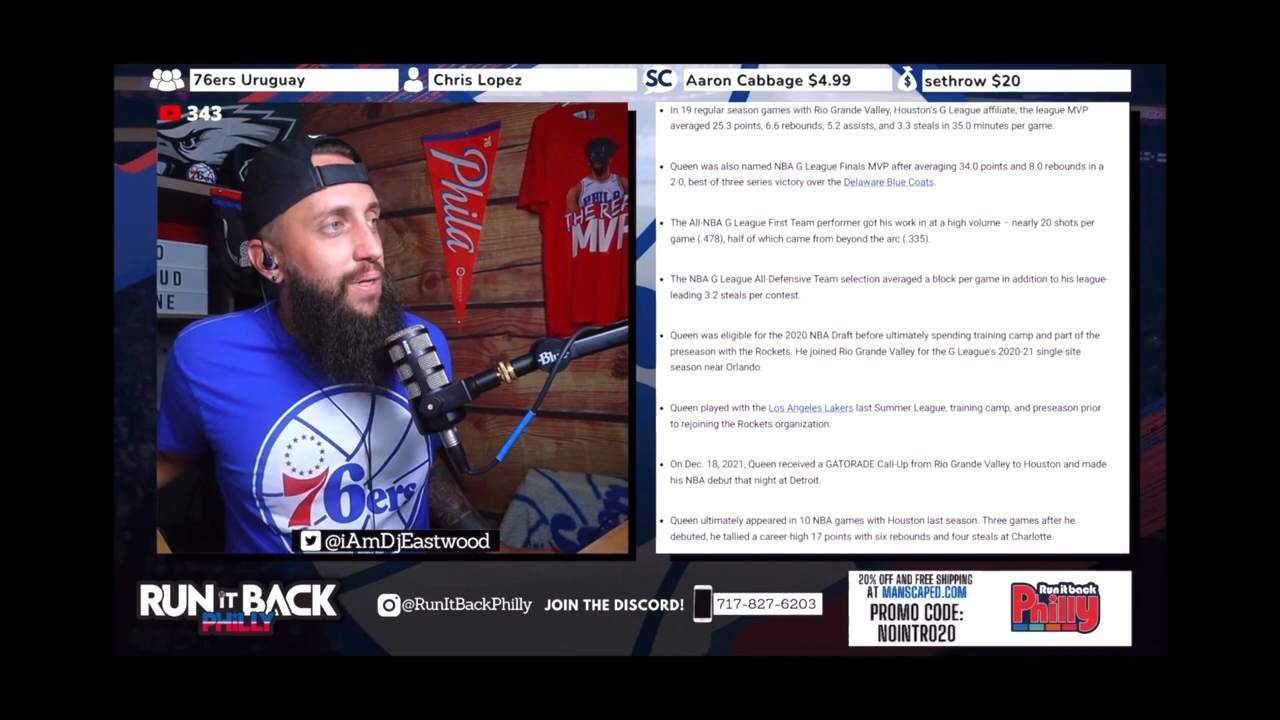 76ers Uruguay
Chris Lopez
SC
Aaron Cabbage $4.99
$
sethrow $20
343
Phila
76
PHILA
THE REA
MVP
O
UD
NE
76ers
Blue
@iAmDjEastwood
• In 19 regular season games with Rio Grande Valley, Houston's G League affiliate, the league MVP
averaged 25.3 points, 6.6 rebounds, 5.2 assists, and 3.3 steals in 35.0 minutes per game.
• Queen was also named NBA G League Finals MVP after averaging 34.0 points and 8.0 rebounds in a
2-0, best-of-three series victory over the Delaware Blue Coats.
• The All-NBA G League First Team performer got his work in at a high volume – nearly 20 shots per
game (.478), half of which came from beyond the arc (.335).
• The NBA G League All-Defensive Team selection averaged a block per game in addition to his league-
leading 3.2 steals per contest.
• Queen was eligible for the 2020 NBA Draft before ultimately spending training camp and part of the
preseason with the Rockets. He joined Rio Grande Valley for the G League's 2020-21 single-site
season near Orlando.
• Queen played with the Los Angeles Lakers last Summer League, training camp, and preseason prior
to rejoining the Rockets organization.
• On Dec. 18, 2021, Queen received a GATORADE Call-Up from Rio Grande Valley to Houston and made
his NBA debut that night at Detroit.
• Queen ultimately appeared in 10 NBA games with Houston last season. Three games after he
debuted, he tallied a career-high 17 points with six rebounds and four steals at Charlotte.
RUN IT BACK
PHILLY
@RunItBackPhilly
JOIN THE DISCORD!
717-827-6203
20% OFF AND FREE SHIPPING
AT MANSCAPED.COM
PROMO CODE:
NOINTRO20
Run it back
Philly